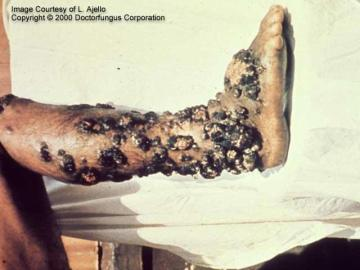 Image Courtesy of L. Ajello
Copyright © 2000 Doctorfungus Corporation